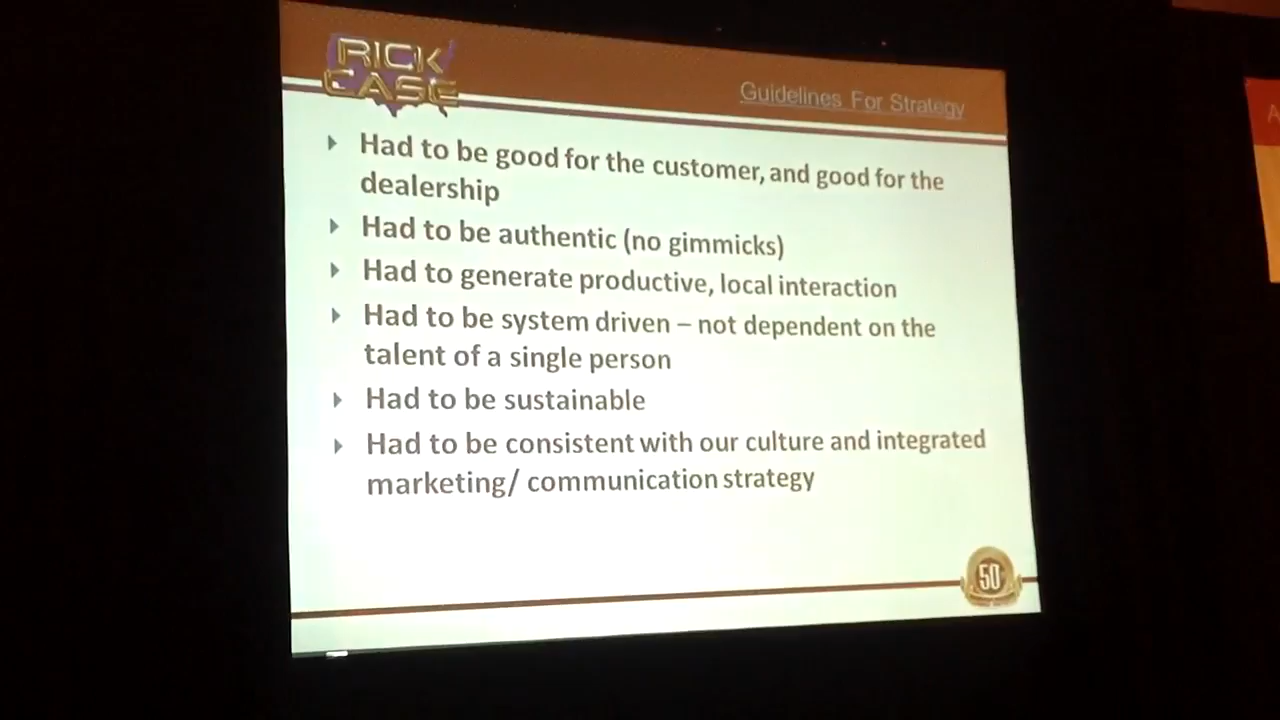 RICK
CASE
Guidelines For Strategy
Had to be good for the customer, and good for the
dealership
Had to be authentic (no gimmicks)
Had to generate productive, local interaction
Had to be system driven – not dependent on the
talent of a single person
Had to be sustainable
Had to be consistent with our culture and integrated
marketing/ communication strategy
50
A